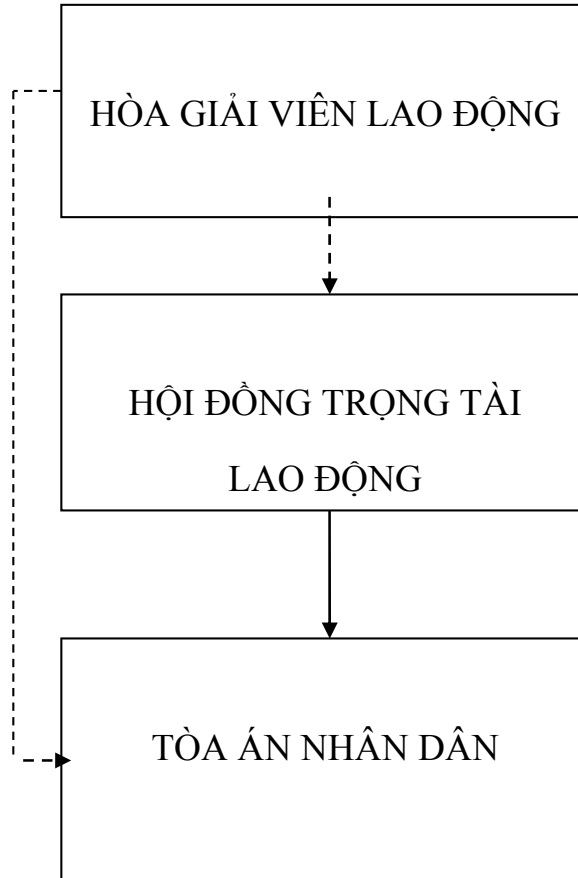 HÒA GIẢI VIÊN LAO ĐỘNG
HỘI ĐỒNG TRỌNG TÀI
LAO ĐỘNG
TÒA ÁN NHÂN DÂN